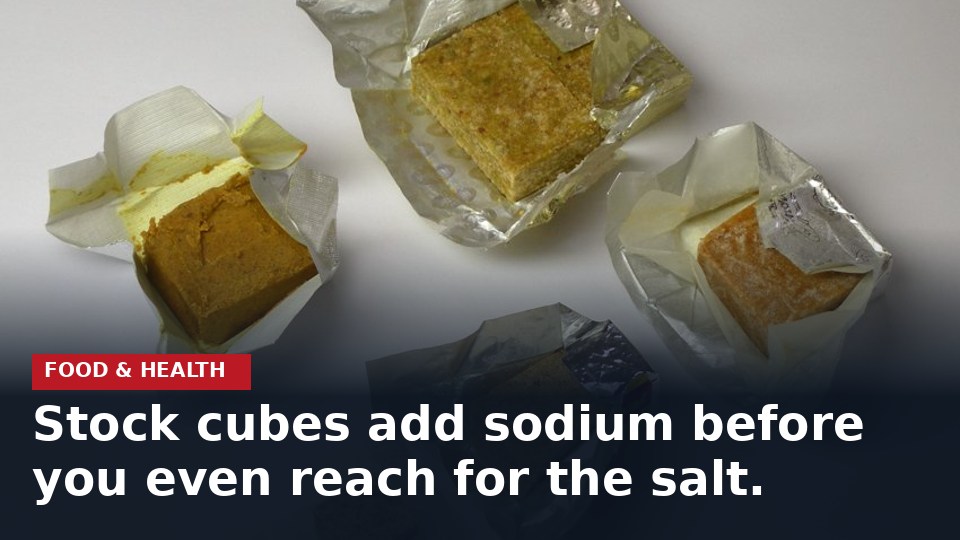 FOOD & HEALTH
Stock cubes add sodium before
you even reach for the salt.